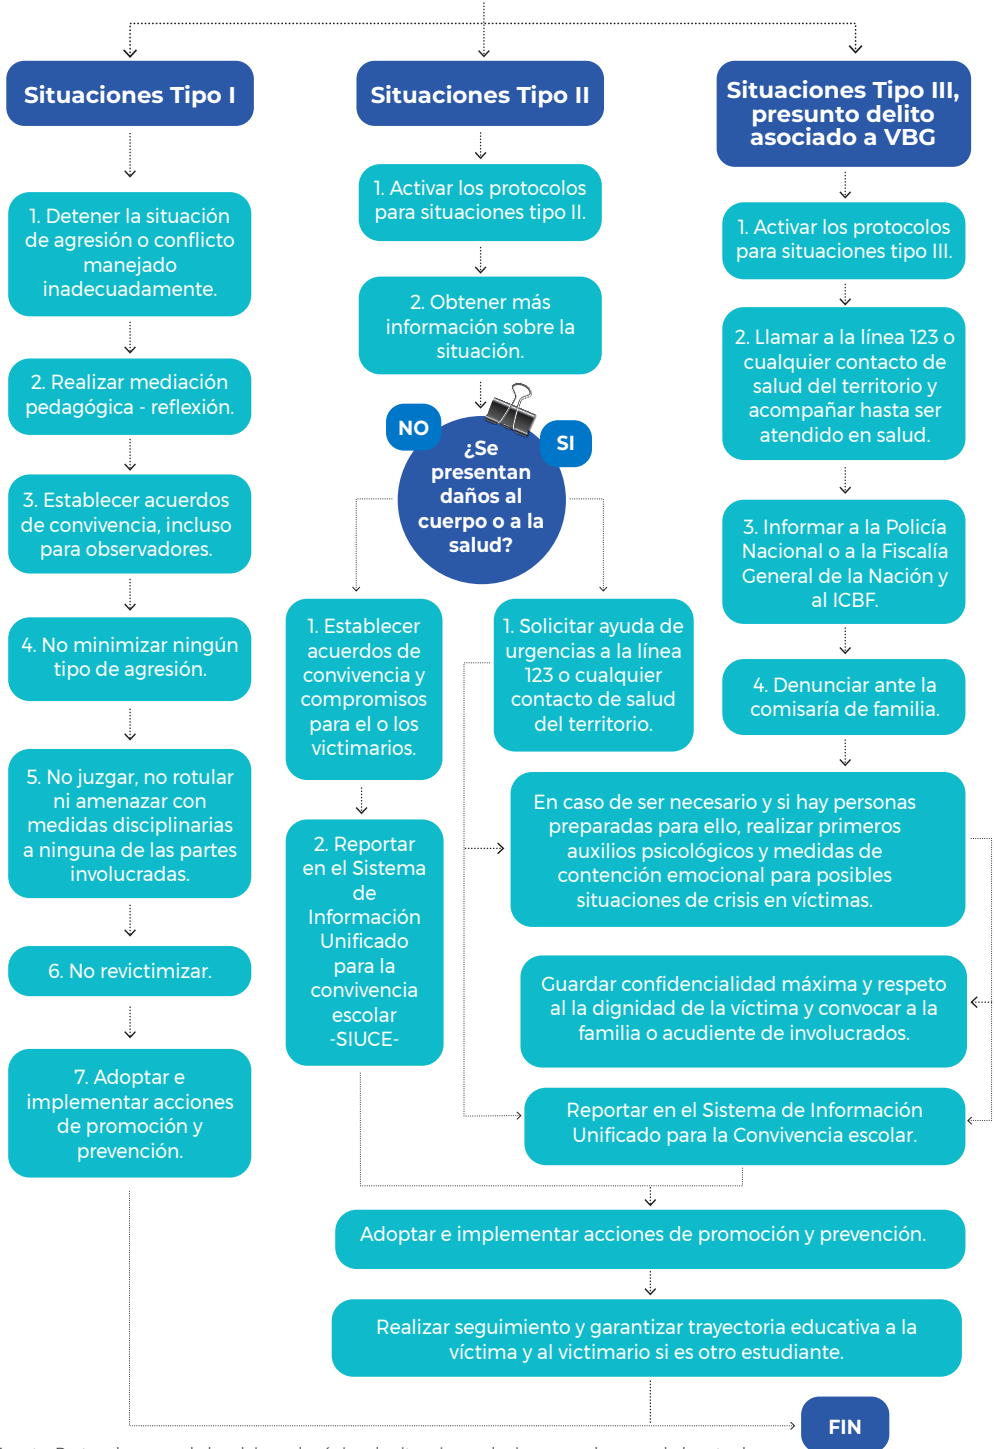 Situaciones Tipo I
1. Detener la situación
de agresión o conflicto
manejado
inadecuadamente.
2. Realizar mediación
pedagógica - reflexión.
3. Establecer acuerdos
de convivencia, incluso
para observadores.
4. No minimizar ningún
tipo de agresión.
5. No juzgar, no rotular
ni amenazar con
medidas disciplinarias
a ninguna de las partes
involucradas.
6. No revictimizar.
7. Adoptar e
implementar acciones
de promoción y
prevención.
Situaciones Tipo II
1. Activar los protocolos
para situaciones tipo II.
2. Obtener más
información sobre la
situación.
NO
SI
¿Se
presentan
daños al
cuerpo o a la
salud?
1. Establecer
acuerdos de
convivencia y
compromisos
para el o los
victimarios.
2. Reportar
en el Sistema
de
Información
Unificado
para la
convivencia
escolar
-SIUCE-
1. Solicitar ayuda de
urgencias a la línea
123 o cualquier
contacto de salud
del territorio.
Situaciones Tipo III,
presunto delito
asociado a VBG
1. Activar los protocolos
para situaciones tipo III.
2. Llamar a la línea 123 o
cualquier contacto de
salud del territorio y
acompañar hasta ser
atendido en salud.
3. Informar a la Policía
Nacional o a la Fiscalía
General de la Nación y
al ICBF.
4. Denunciar ante la
comisaría de familia.
En caso de ser necesario y si hay personas
preparadas para ello, realizar primeros
auxilios psicológicos y medidas de
contención emocional para posibles
situaciones de crisis en víctimas.
Guardar confidencialidad máxima y respeto
al la dignidad de la víctima y convocar a la
familia o acudiente de involucrados.
Reportar en el Sistema de Información
Unificado para la Convivencia escolar.
Adoptar e implementar acciones de promoción y prevención.
Realizar seguimiento y garantizar trayectoria educativa a la
víctima y al victimario si es otro estudiante.
FIN